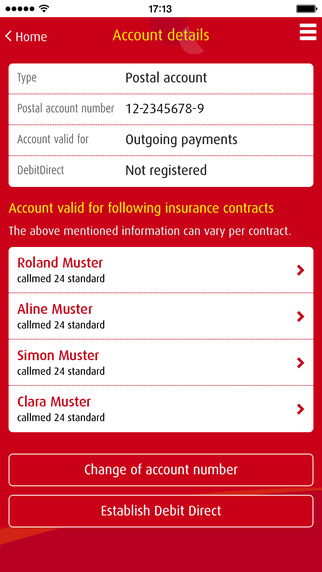 17:13
Home
Account details
Type Postal account
Postal account number 12-2345678-9
Account valid for Outgoing payments
DebitDirect Not registered
Account valid for following insurance contracts
The above mentioned information can vary per contract.
Roland Muster
callmed 24 standard
Aline Muster
callmed 24 standard
Simon Muster
callmed 24 standard
Clara Muster
callmed 24 standard
Change of account number
Establish Debit Direct